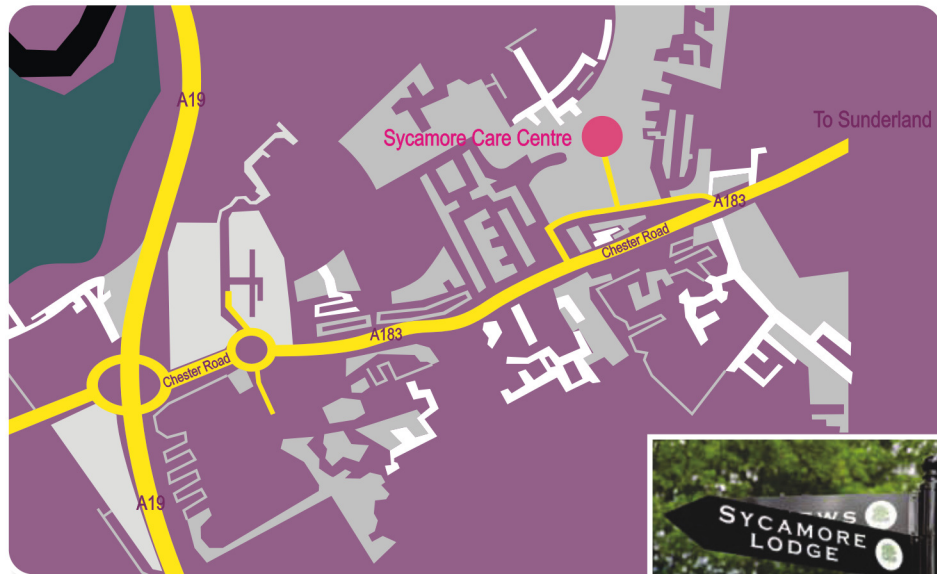 A19
To Sunderland
Sycamore Care Centre
A183
Chester Road
A183
Chester Road
A19
SYCAMORE
LODGE